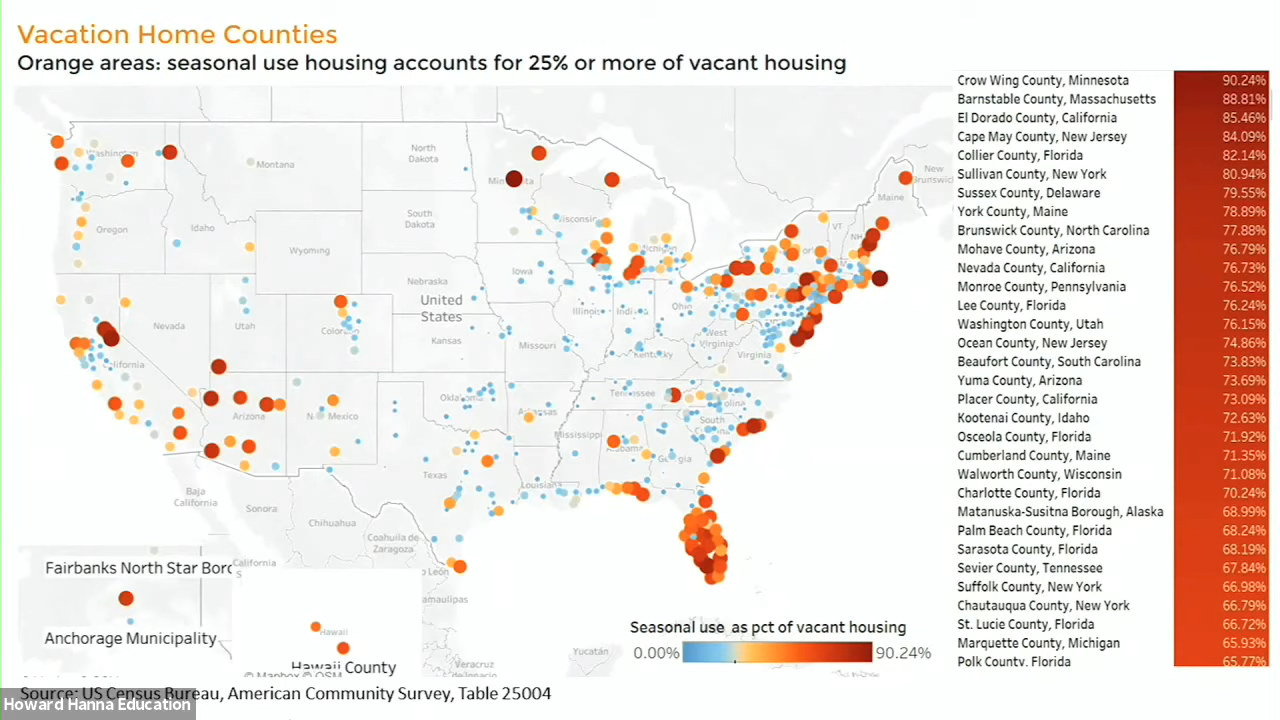 Vacation Home Counties
Orange areas: seasonal use housing accounts for 25% or more of vacant housing
Crow Wing County, Minnesota 90.24%
Barnstable County, Massachusetts 88.81%
El Dorado County, California 85.46%
Cape May County, New Jersey 84.09%
Collier County, Florida 82.14%
Sullivan County, New York 80.94%
Sussex County, Delaware 79.55%
York County, Maine 78.89%
Brunswick County, North Carolina 77.88%
Mohave County, Arizona 76.79%
Nevada County, California 76.73%
Monroe County, Pennsylvania 76.52%
Lee County, Florida 76.24%
Washington County, Utah 76.15%
Ocean County, New Jersey 74.86%
Beaufort County, South Carolina 73.83%
Yuma County, Arizona 73.69%
Placer County, California 73.09%
Kootenai County, Idaho 72.63%
Osceola County, Florida 71.92%
Cumberland County, Maine 71.35%
Walworth County, Wisconsin 71.08%
Charlotte County, Florida 70.24%
Matanuska-Susitna Borough, Alaska 68.99%
Palm Beach County, Florida 68.24%
Sarasota County, Florida 68.19%
Sevier County, Tennessee 67.84%
Suffolk County, New York 66.98%
Chautauqua County, New York 66.79%
St. Lucie County, Florida 66.72%
Marquette County, Michigan 65.93%
Polk County, Florida 65.77%
Washington
Montana
North
Dakota
Maine
New
Brunswick
Oregon
Idaho
South
Dakota
Wisconsin
VT
NH
Wyoming
Iowa
Nebraska
United
States
Illinois
Ohio
Nevada
Utah
Kansas
Missouri
Kentucky
West
Virginia
Virginia
Arizona
Tennessee
South
Mississippi
Georgia
Texas
Baja
California
Sonora
Chihuahua
Coahuila de
Zaragoza
California
S
Tamaulipas
Fairbanks North Star Boro
Anchorage Municipality
Hawaii
Hawaii County
© Mapbox © OSM
Veracruz
de Ignacio
Yucatán
Seasonal use as pct of vacant housing
0.00% 90.24%
Source: US Census Bureau, American Community Survey, Table 25004
Howard Hanna Education